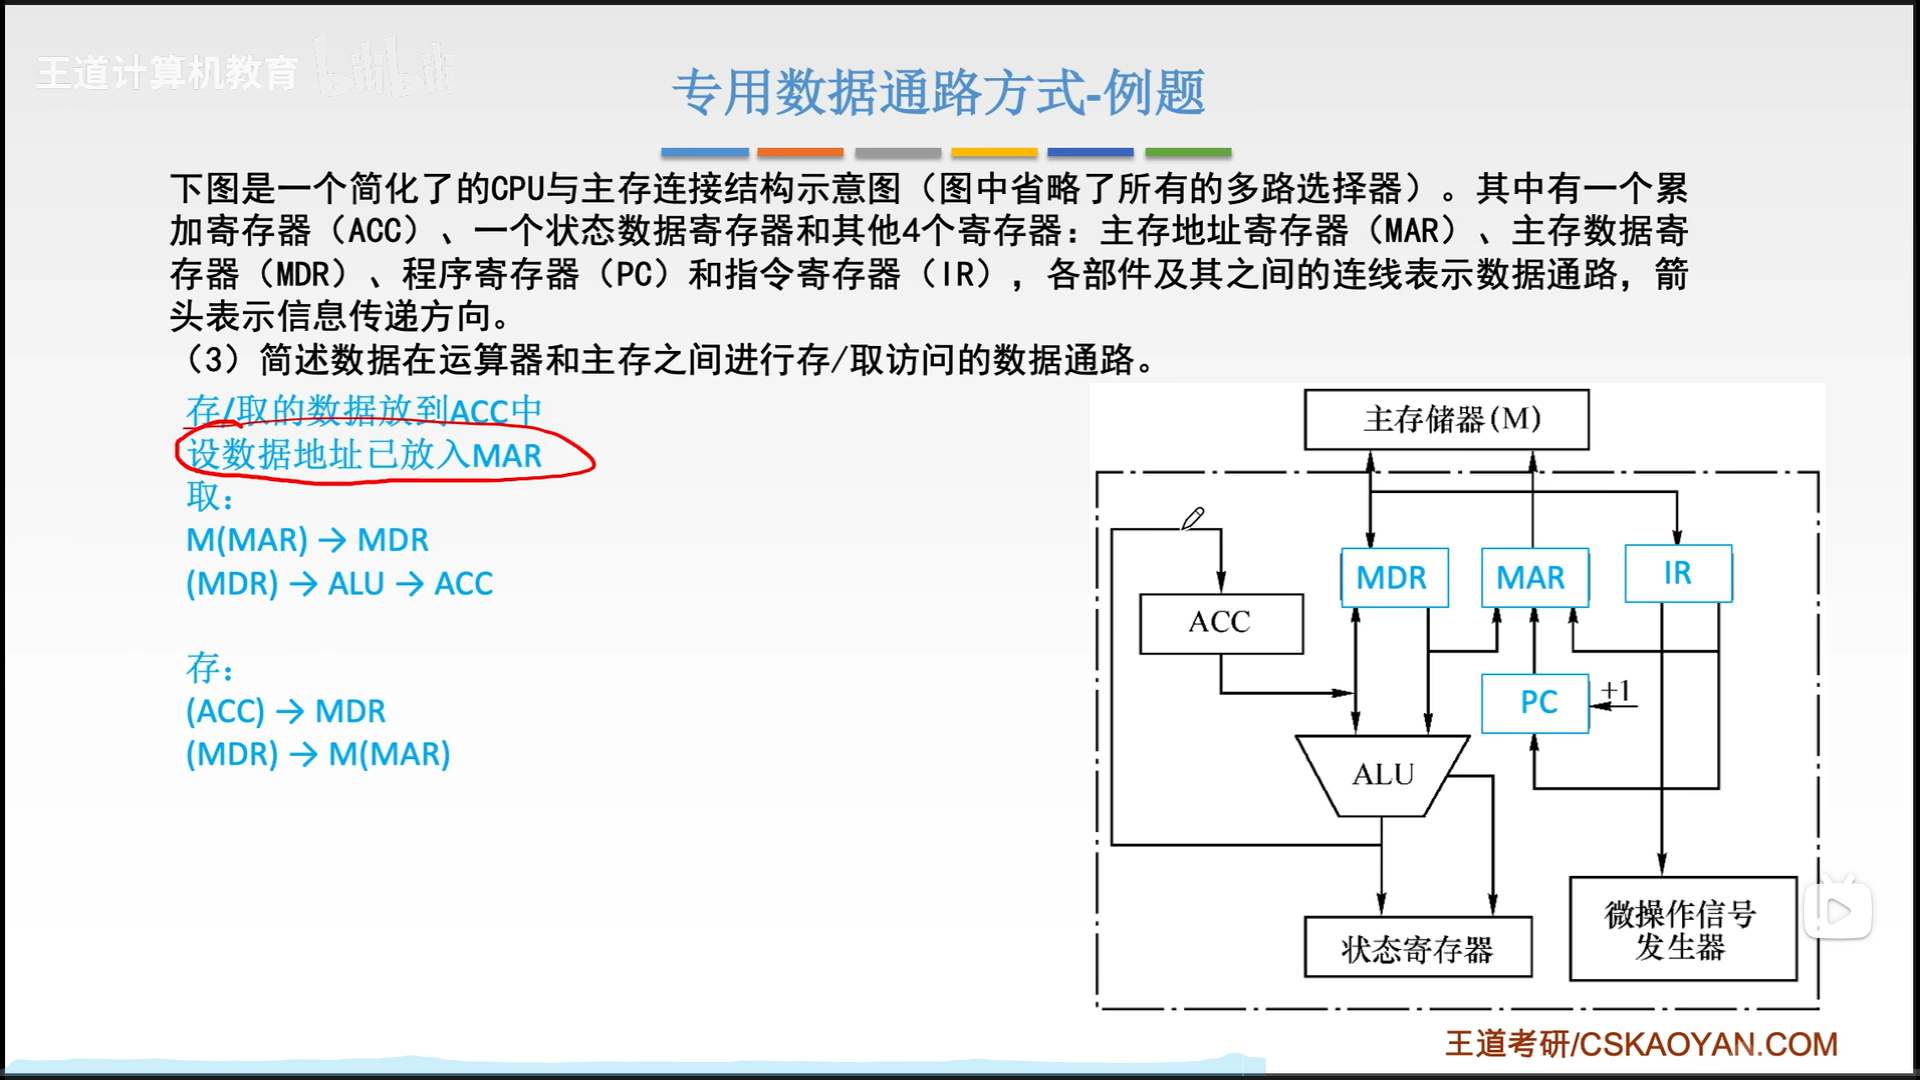 王道计算机教育 bilibili
专用数据通路方式-例题
下图是一个简化了的CPU与主存连接结构示意图（图中省略了所有的多路选择器）。其中有一个累
加寄存器（ACC）、一个状态数据寄存器和其他4个寄存器：主存地址寄存器（MAR）、主存数据寄
存器（MDR）、程序寄存器（PC）和指令寄存器（IR），各部件及其之间的连线表示数据通路，箭
头表示信息传递方向。
（3）简述数据在运算器和主存之间进行存/取访问的数据通路。
存/取的数据放到ACC中
设数据地址已放入MAR
取：
M(MAR) → MDR
(MDR) → ALU → ACC
存：
(ACC) → MDR
(MDR) → M(MAR)
主存储器(M)
MDR
MAR
IR
ACC
PC
+1
ALU
状态寄存器
微操作信号
发生器
王道考研/CSKAOYAN.COM